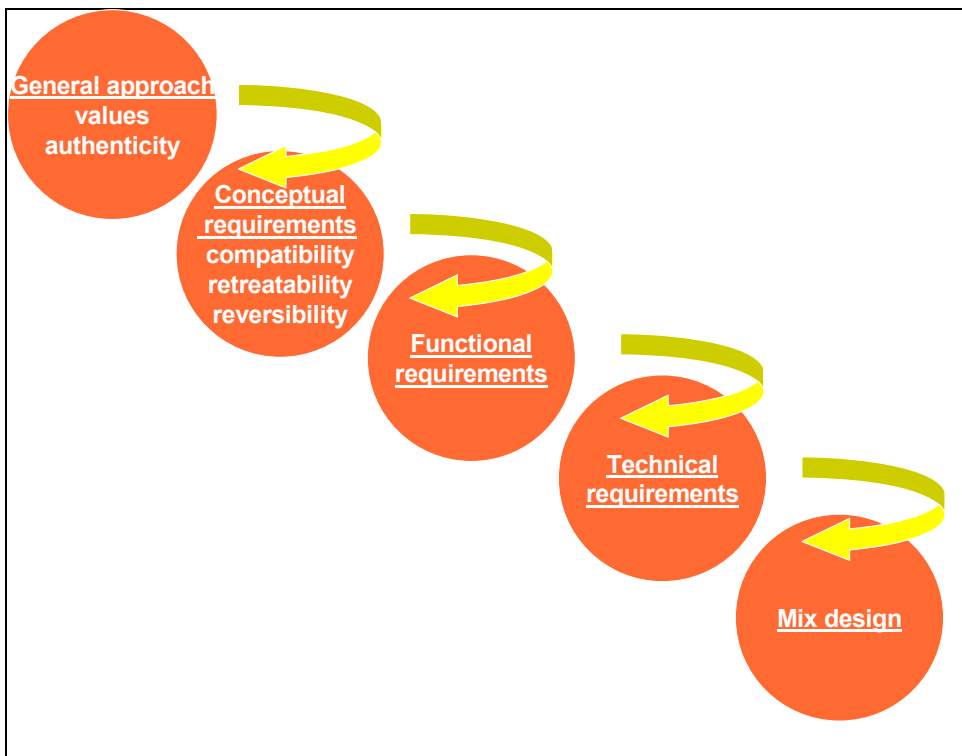 General approach
values
authenticity
Conceptual
requirements
compatibility
retreatability
reversibility
Functional
requirements
Technical
requirements
Mix design